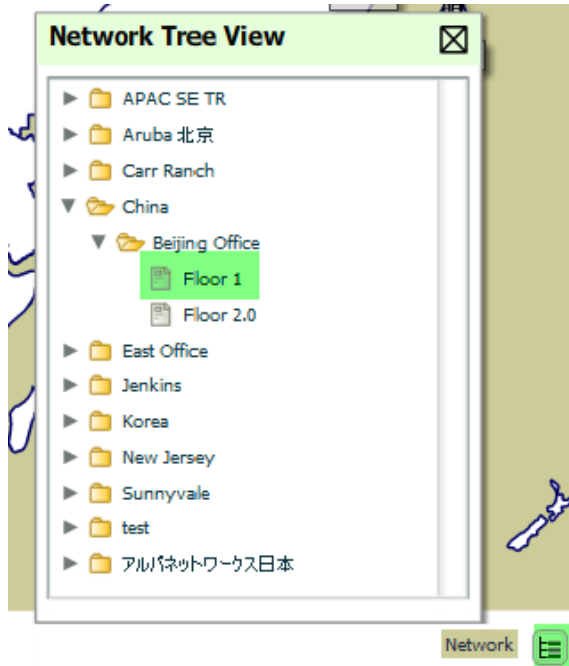 Network Tree View
APAC SE TR
Aruba 北京
Carr Ranch
China
Beijing Office
Floor 1
Floor 2.0
East Office
Jenkins
Korea
New Jersey
Sunnyvale
test
アルバネットワークス日本
Network